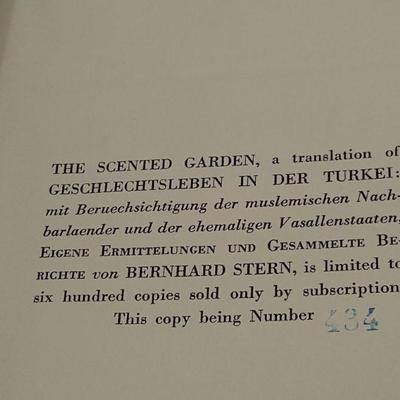 THE SCENTED GARDEN, a translation of
GESCHLECHTSLEBEN IN DER TURKEI:
mit Beruechsichtigung der muslemischen Nach-
barlaender und der ehemaligen Vasallenstaaten,
EIGENE ERMITTELUNGEN UND GESAMMELTE BE-
RICHTE von BERNHARD STERN, is limited to
six hundred copies sold only by subscription
This copy being Number 434